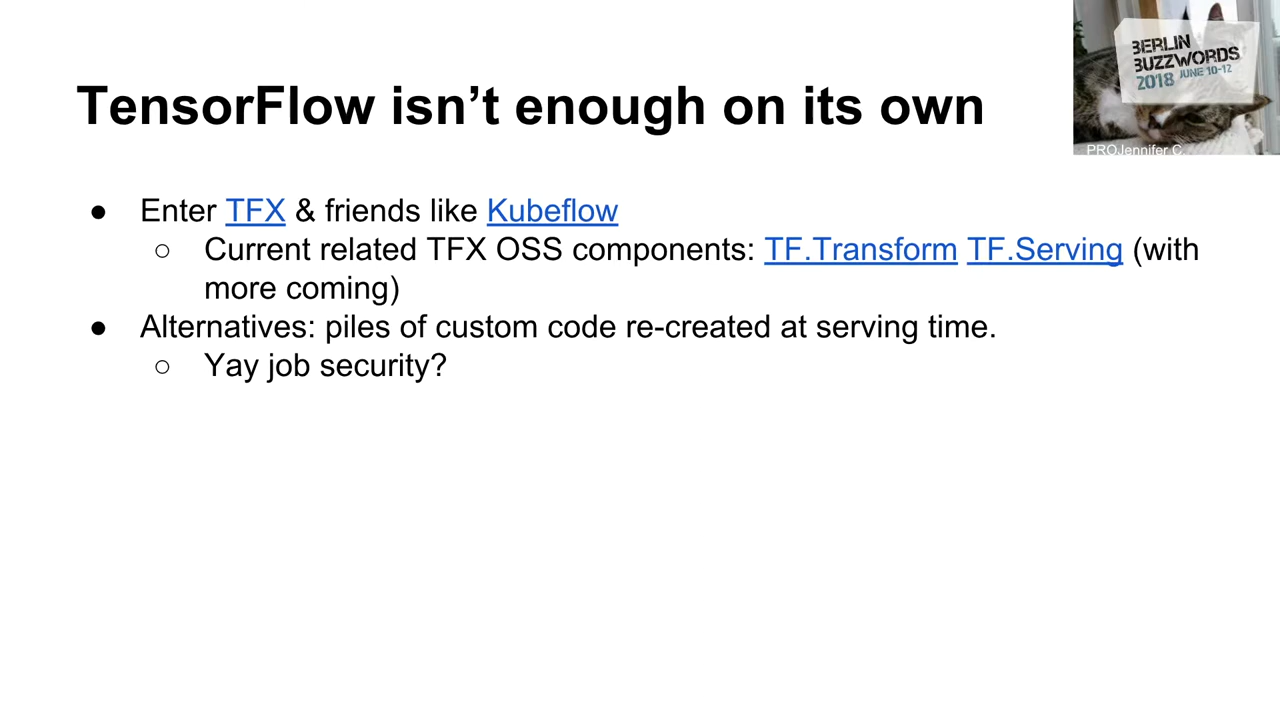 BERLIN
BUZZWORDS
2018 JUNE 10-12
PROJennifer C.
TensorFlow isn’t enough on its own
● Enter TFX & friends like Kubeflow
○ Current related TFX OSS components: TF.Transform TF.Serving (with
more coming)
● Alternatives: piles of custom code re-created at serving time.
○ Yay job security?